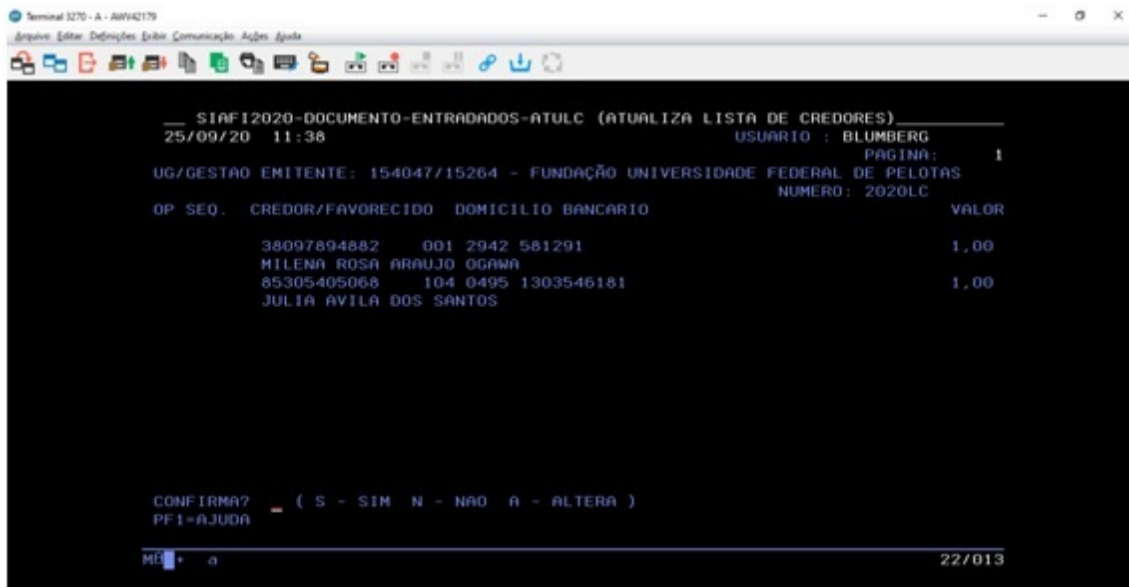 Terminal 3270 - A - AWV42179
Arquivo Editar Definições Exibir Comunicação Ações Ajuda
__ SIAFI2020-DOCUMENTO-ENTRADADOS-ATULC (ATUALIZA LISTA DE CREDORES)__________
25/09/20 11:38 USUARIO : BLUMBERG
PAGINA: 1
UG/GESTAO EMITENTE: 154047/15264 - FUNDAÇÃO UNIVERSIDADE FEDERAL DE PELOTAS
NUMERO: 2020LC
OP SEQ. CREDOR/FAVORECIDO DOMICILIO BANCARIO VALOR
38097894882 001 2942 581291 1,00
MILENA ROSA ARAUJO OGAWA
85305405068 104 0495 1303546181 1,00
JULIA AVILA DOS SANTOS
CONFIRMA? _ ( S - SIM N - NAO A - ALTERA )
PF1=AJUDA
a 22/013